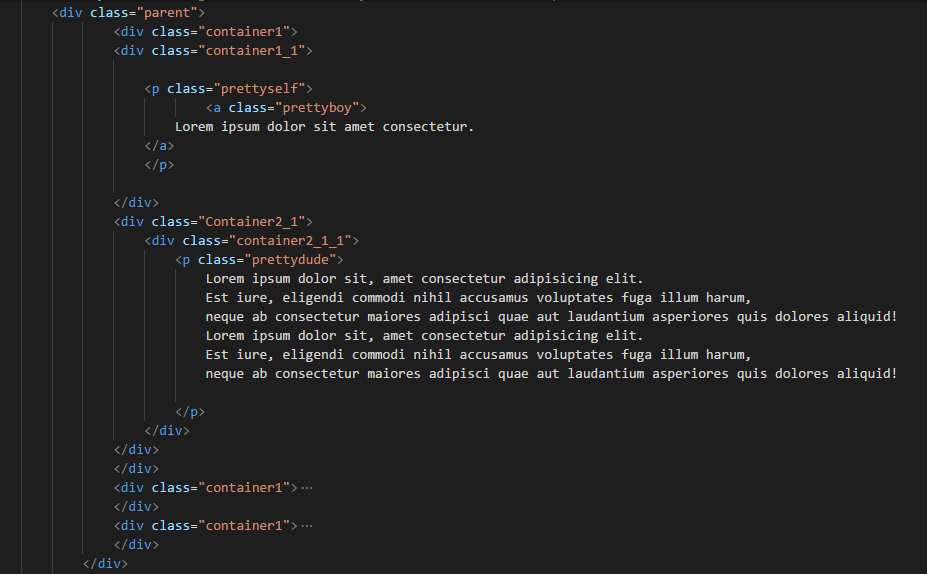 <div class="parent">
<div class="container1">
<div class="container1_1">
<p class="prettyself">
<a class="prettyboy">
Lorem ipsum dolor sit amet consectetur.
</a>
</p>
</div>
<div class="Container2_1">
<div class="container2_1_1">
<p class="prettydude">
Lorem ipsum dolor sit, amet consectetur adipisicing elit.
Est iure, eligendi commodi nihil accusamus voluptates fuga illum harum,
neque ab consectetur maiores adipisci quae aut laudantium asperiores quis dolores aliquid!
Lorem ipsum dolor sit, amet consectetur adipisicing elit.
Est iure, eligendi commodi nihil accusamus voluptates fuga illum harum,
neque ab consectetur maiores adipisci quae aut laudantium asperiores quis dolores aliquid!
</p>
</div>
</div>
</div>
<div class="container1">⋯
</div>
<div class="container1">⋯
</div>
</div>